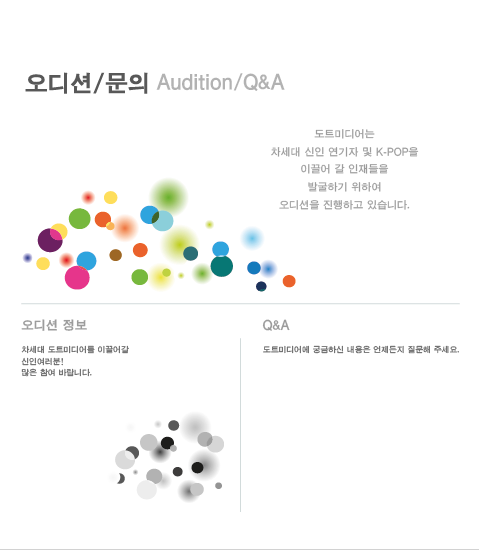 오디션/문의 Audition/Q&A
도트미디어는
차세대 신인 연기자 및 K-POP을
이끌어 갈 인재들을
발굴하기 위하여
오디션을 진행하고 있습니다.
오디션 정보
차세대 도트미디어를 이끌어갈
신인여러분!
많은 참여 바랍니다.
Q&A
도트미디어에 궁금하신 내용은 언제든지 질문해 주세요.